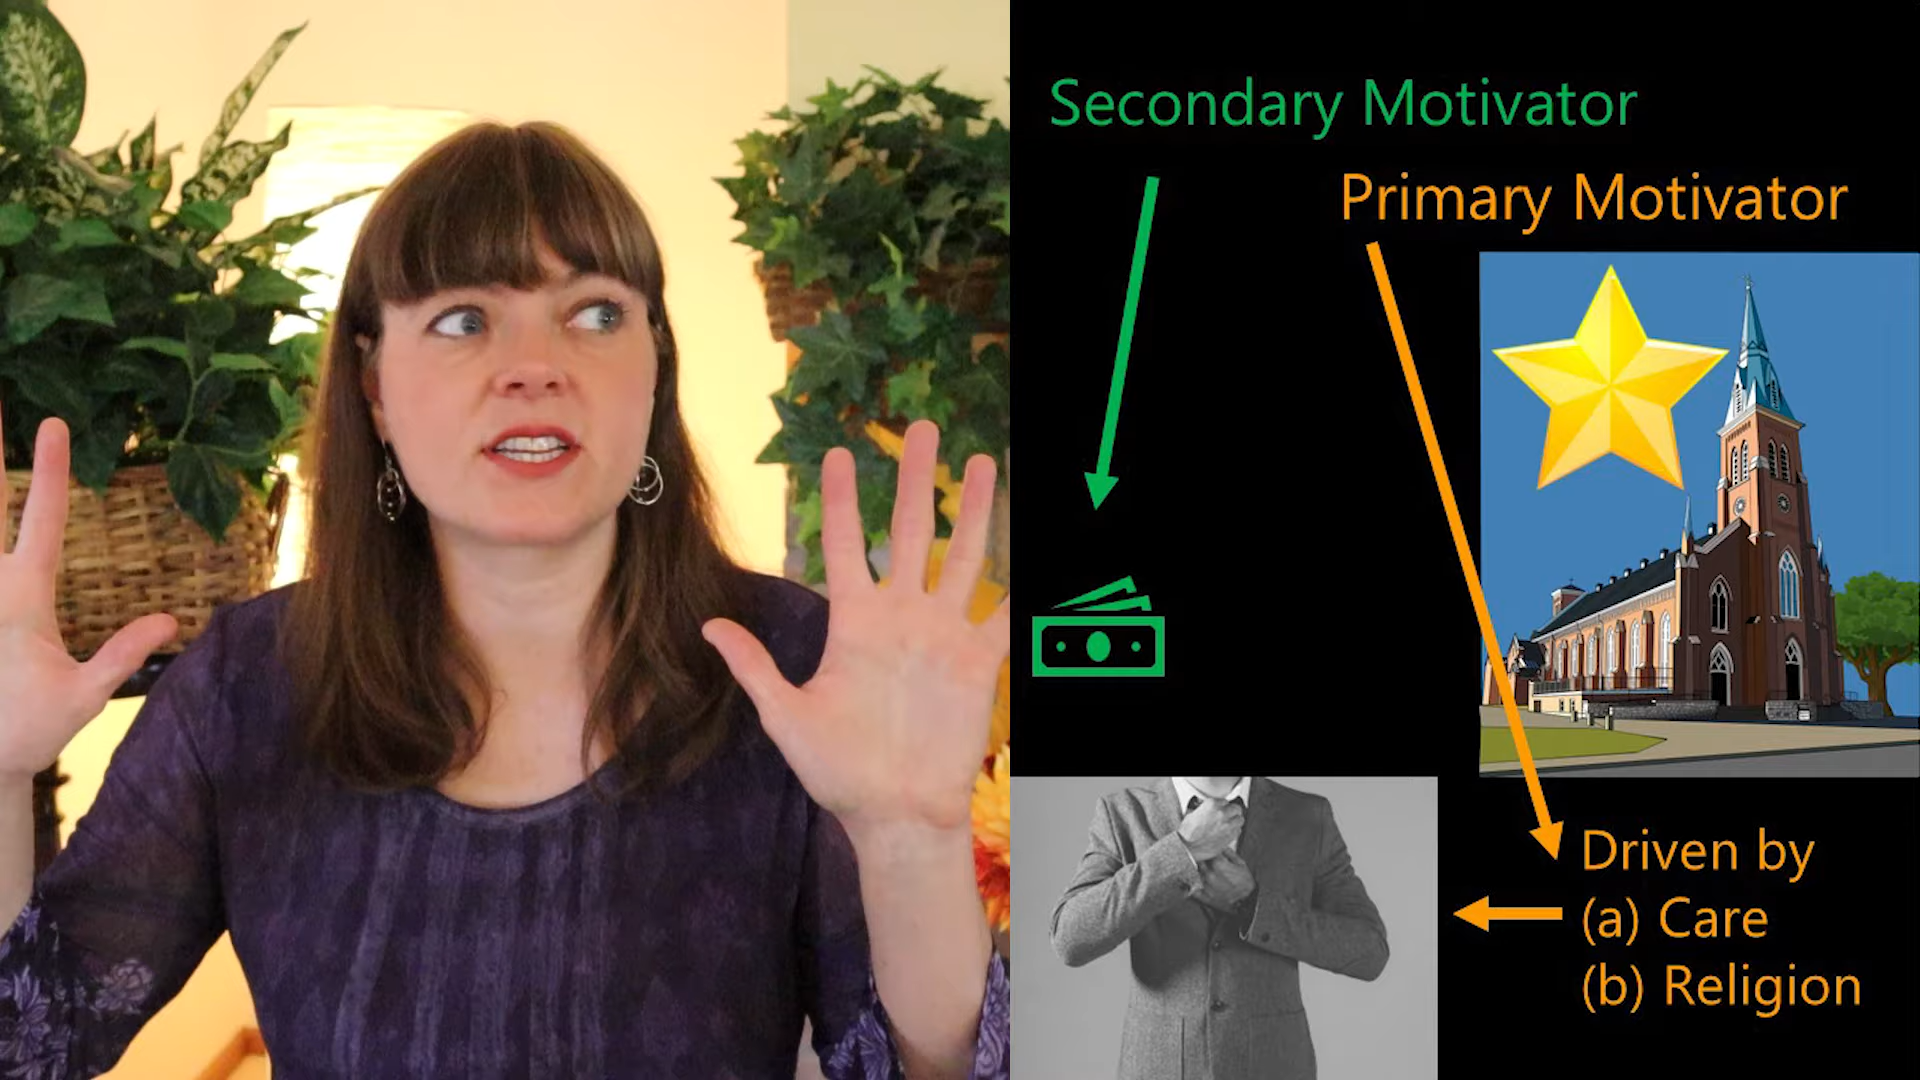 Secondary Motivator
Primary Motivator
Driven by
(a) Care
(b) Religion